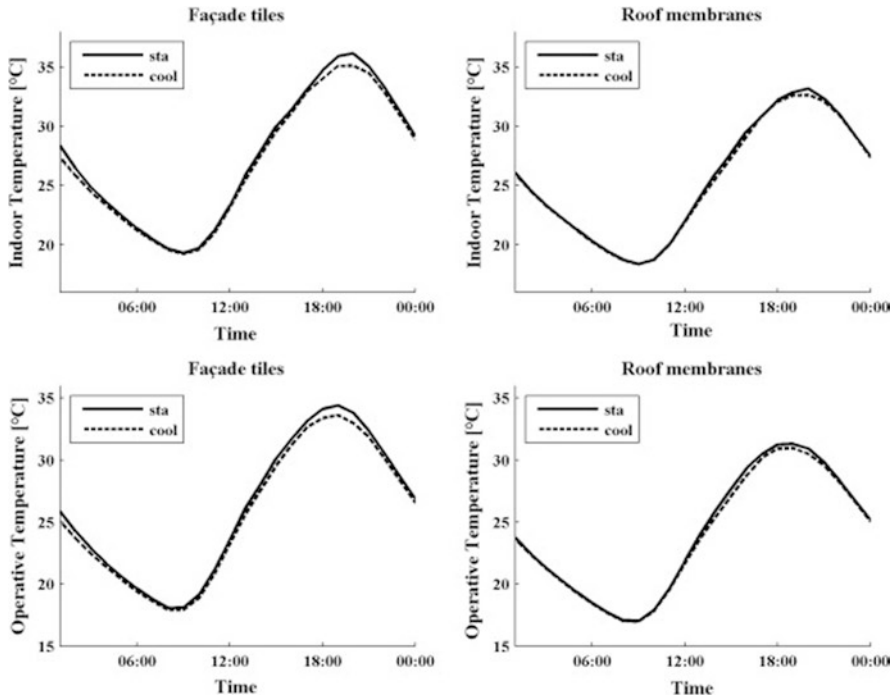 Façade tiles
Indoor Temperature [°C]
35
30
25
20
sta
cool
06:00 12:00 18:00 00:00
Time
Roof membranes
Indoor Temperature [°C]
35
30
25
20
sta
cool
06:00 12:00 18:00 00:00
Time
Façade tiles
Operative Temperature [°C]
35
30
25
20
15
sta
cool
06:00 12:00 18:00 00:00
Time
Roof membranes
Operative Temperature [°C]
35
30
25
20
15
sta
cool
06:00 12:00 18:00 00:00
Time